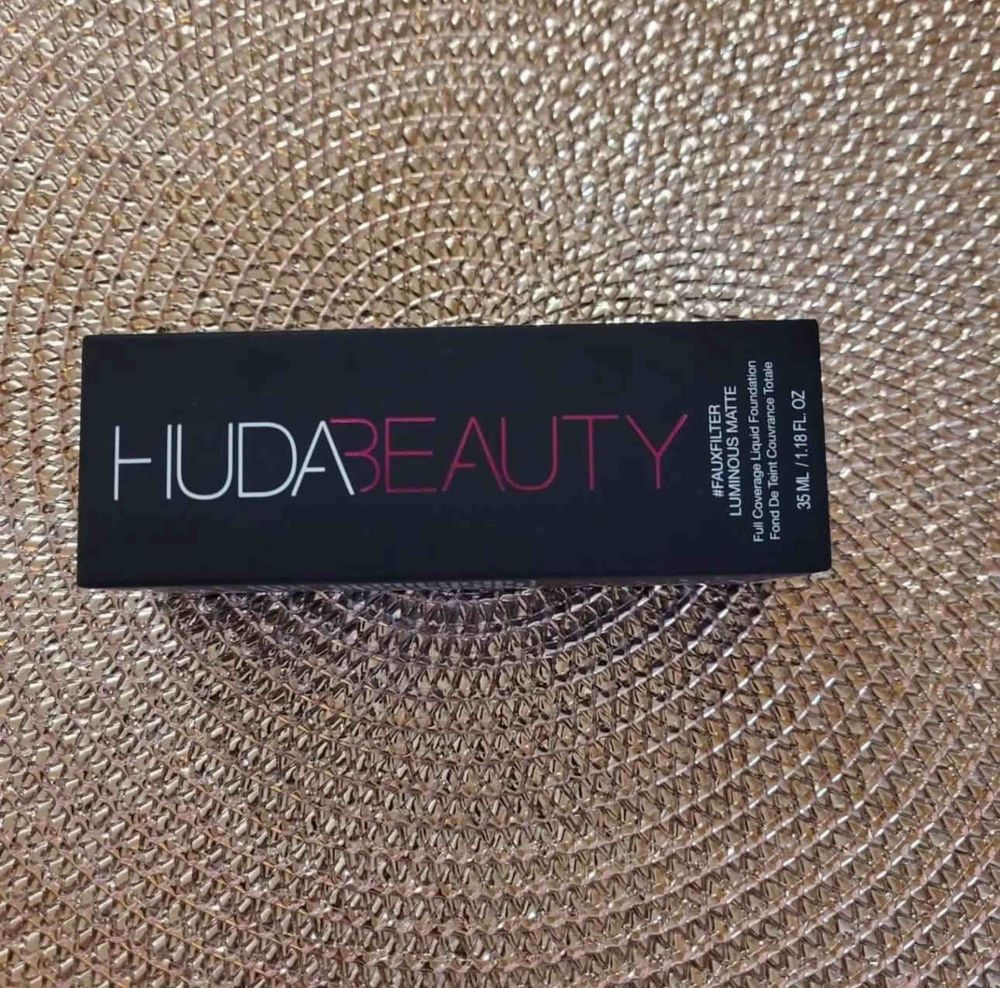 HUDABEAUTY
#FAUXFILTER
LUMINOUS MATTE
Full Coverage Liquid Foundation
Fond De Teint Couvrance Totale
35 ML / 1.18 FL. OZ